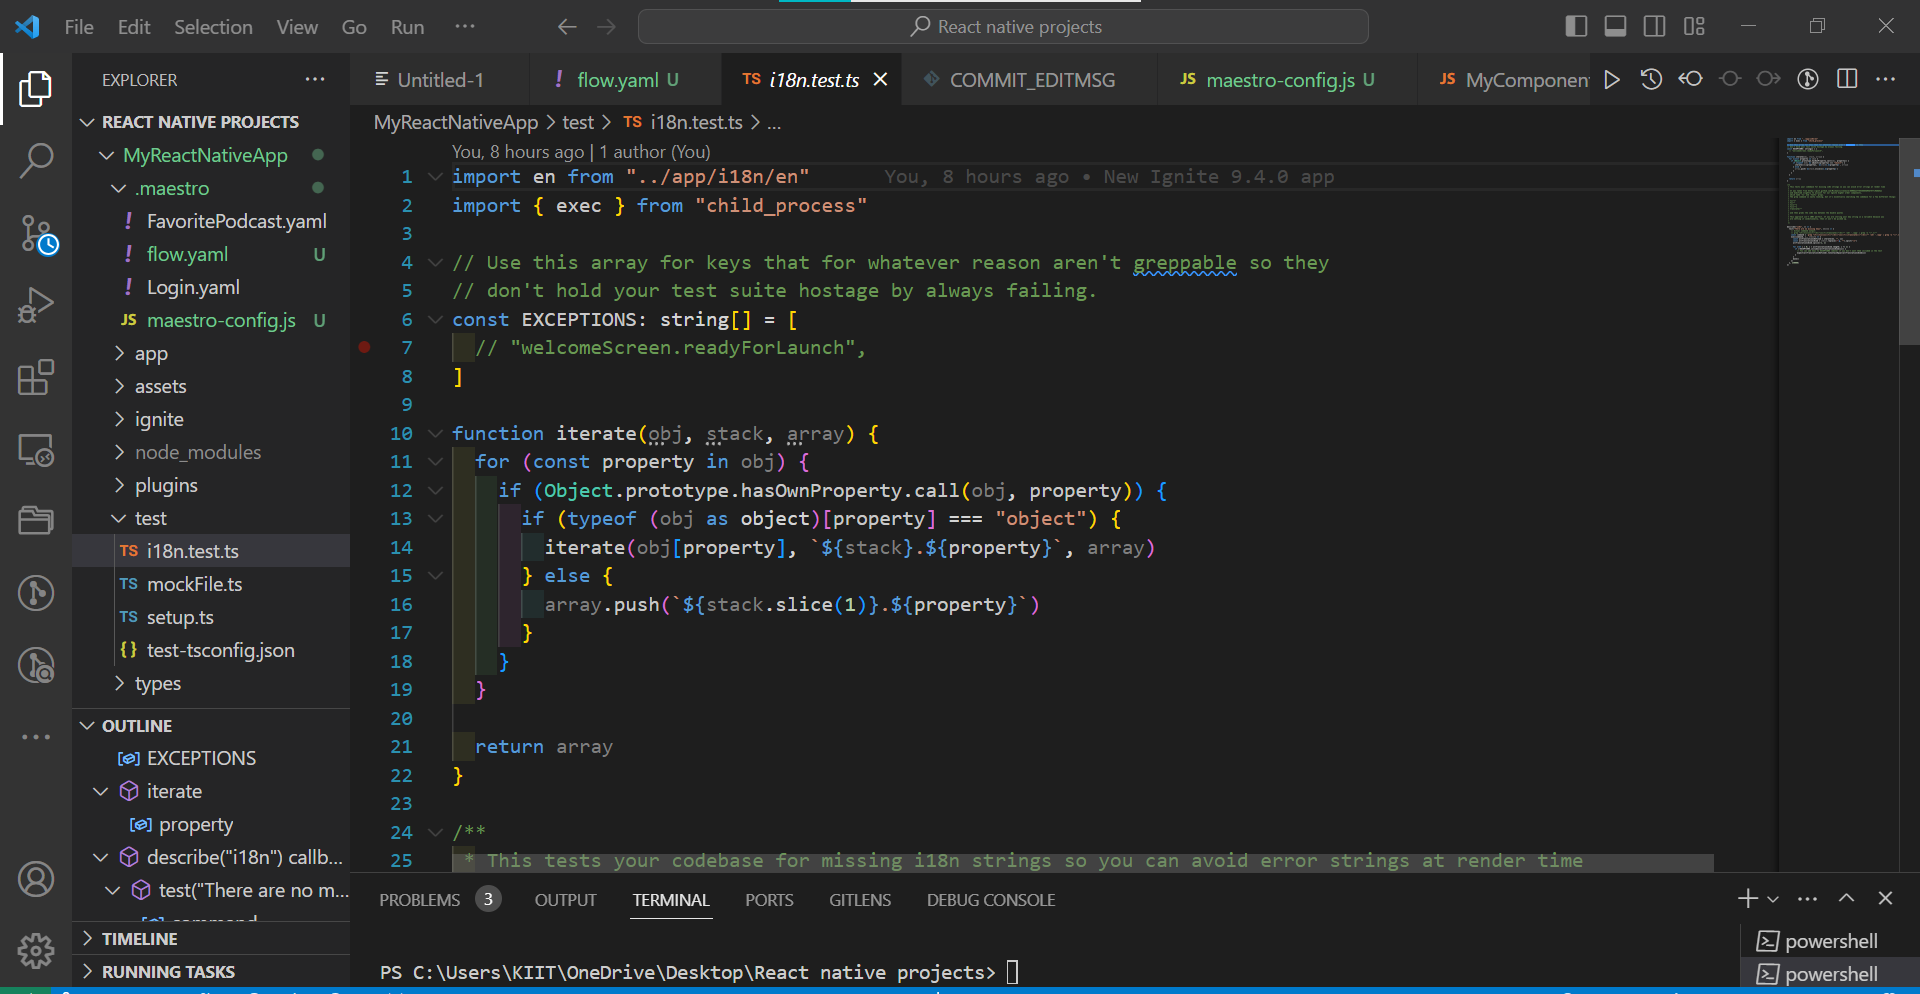 File Edit Selection View Go Run ···
React native projects
EXPLORER ···
REACT NATIVE PROJECTS
MyReactNativeApp
.maestro
! FavoritePodcast.yaml
! flow.yaml U
! Login.yaml
JS maestro-config.js U
app
assets
ignite
node_modules
plugins
test
TS i18n.test.ts
TS mockFile.ts
TS setup.ts
{} test-tsconfig.json
types
OUTLINE
EXCEPTIONS
iterate
property
describe("i18n") callb...
test("There are no m...
command
TIMELINE
RUNNING TASKS
Untitled-1
! flow.yaml U
TS i18n.test.ts
COMMIT_EDITMSG
JS maestro-config.js U
JS MyComponen
MyReactNativeApp > test > TS i18n.test.ts > ...
You, 8 hours ago | 1 author (You)
1 import en from "../app/i18n/en" You, 8 hours ago • New Ignite 9.4.0 app
2 import { exec } from "child_process"
3
4 // Use this array for keys that for whatever reason aren't greppable so they
5 // don't hold your test suite hostage by always failing.
6 const EXCEPTIONS: string[] = [
7 // "welcomeScreen.readyForLaunch",
8 ]
9
10 function iterate(obj, stack, array) {
11 for (const property in obj) {
12 if (Object.prototype.hasOwnProperty.call(obj, property)) {
13 if (typeof (obj as object)[property] === "object") {
14 iterate(obj[property], `${stack}.${property}`, array)
15 } else {
16 array.push(`${stack.slice(1)}.${property}`)
17 }
18 }
19 }
20
21 return array
22 }
23
24 /**
25 * This tests your codebase for missing i18n strings so you can avoid error strings at render time
PROBLEMS 3 OUTPUT TERMINAL PORTS GITLENS DEBUG CONSOLE
PS C:\Users\KIIT\OneDrive\Desktop\React native projects>
powershell
powershell